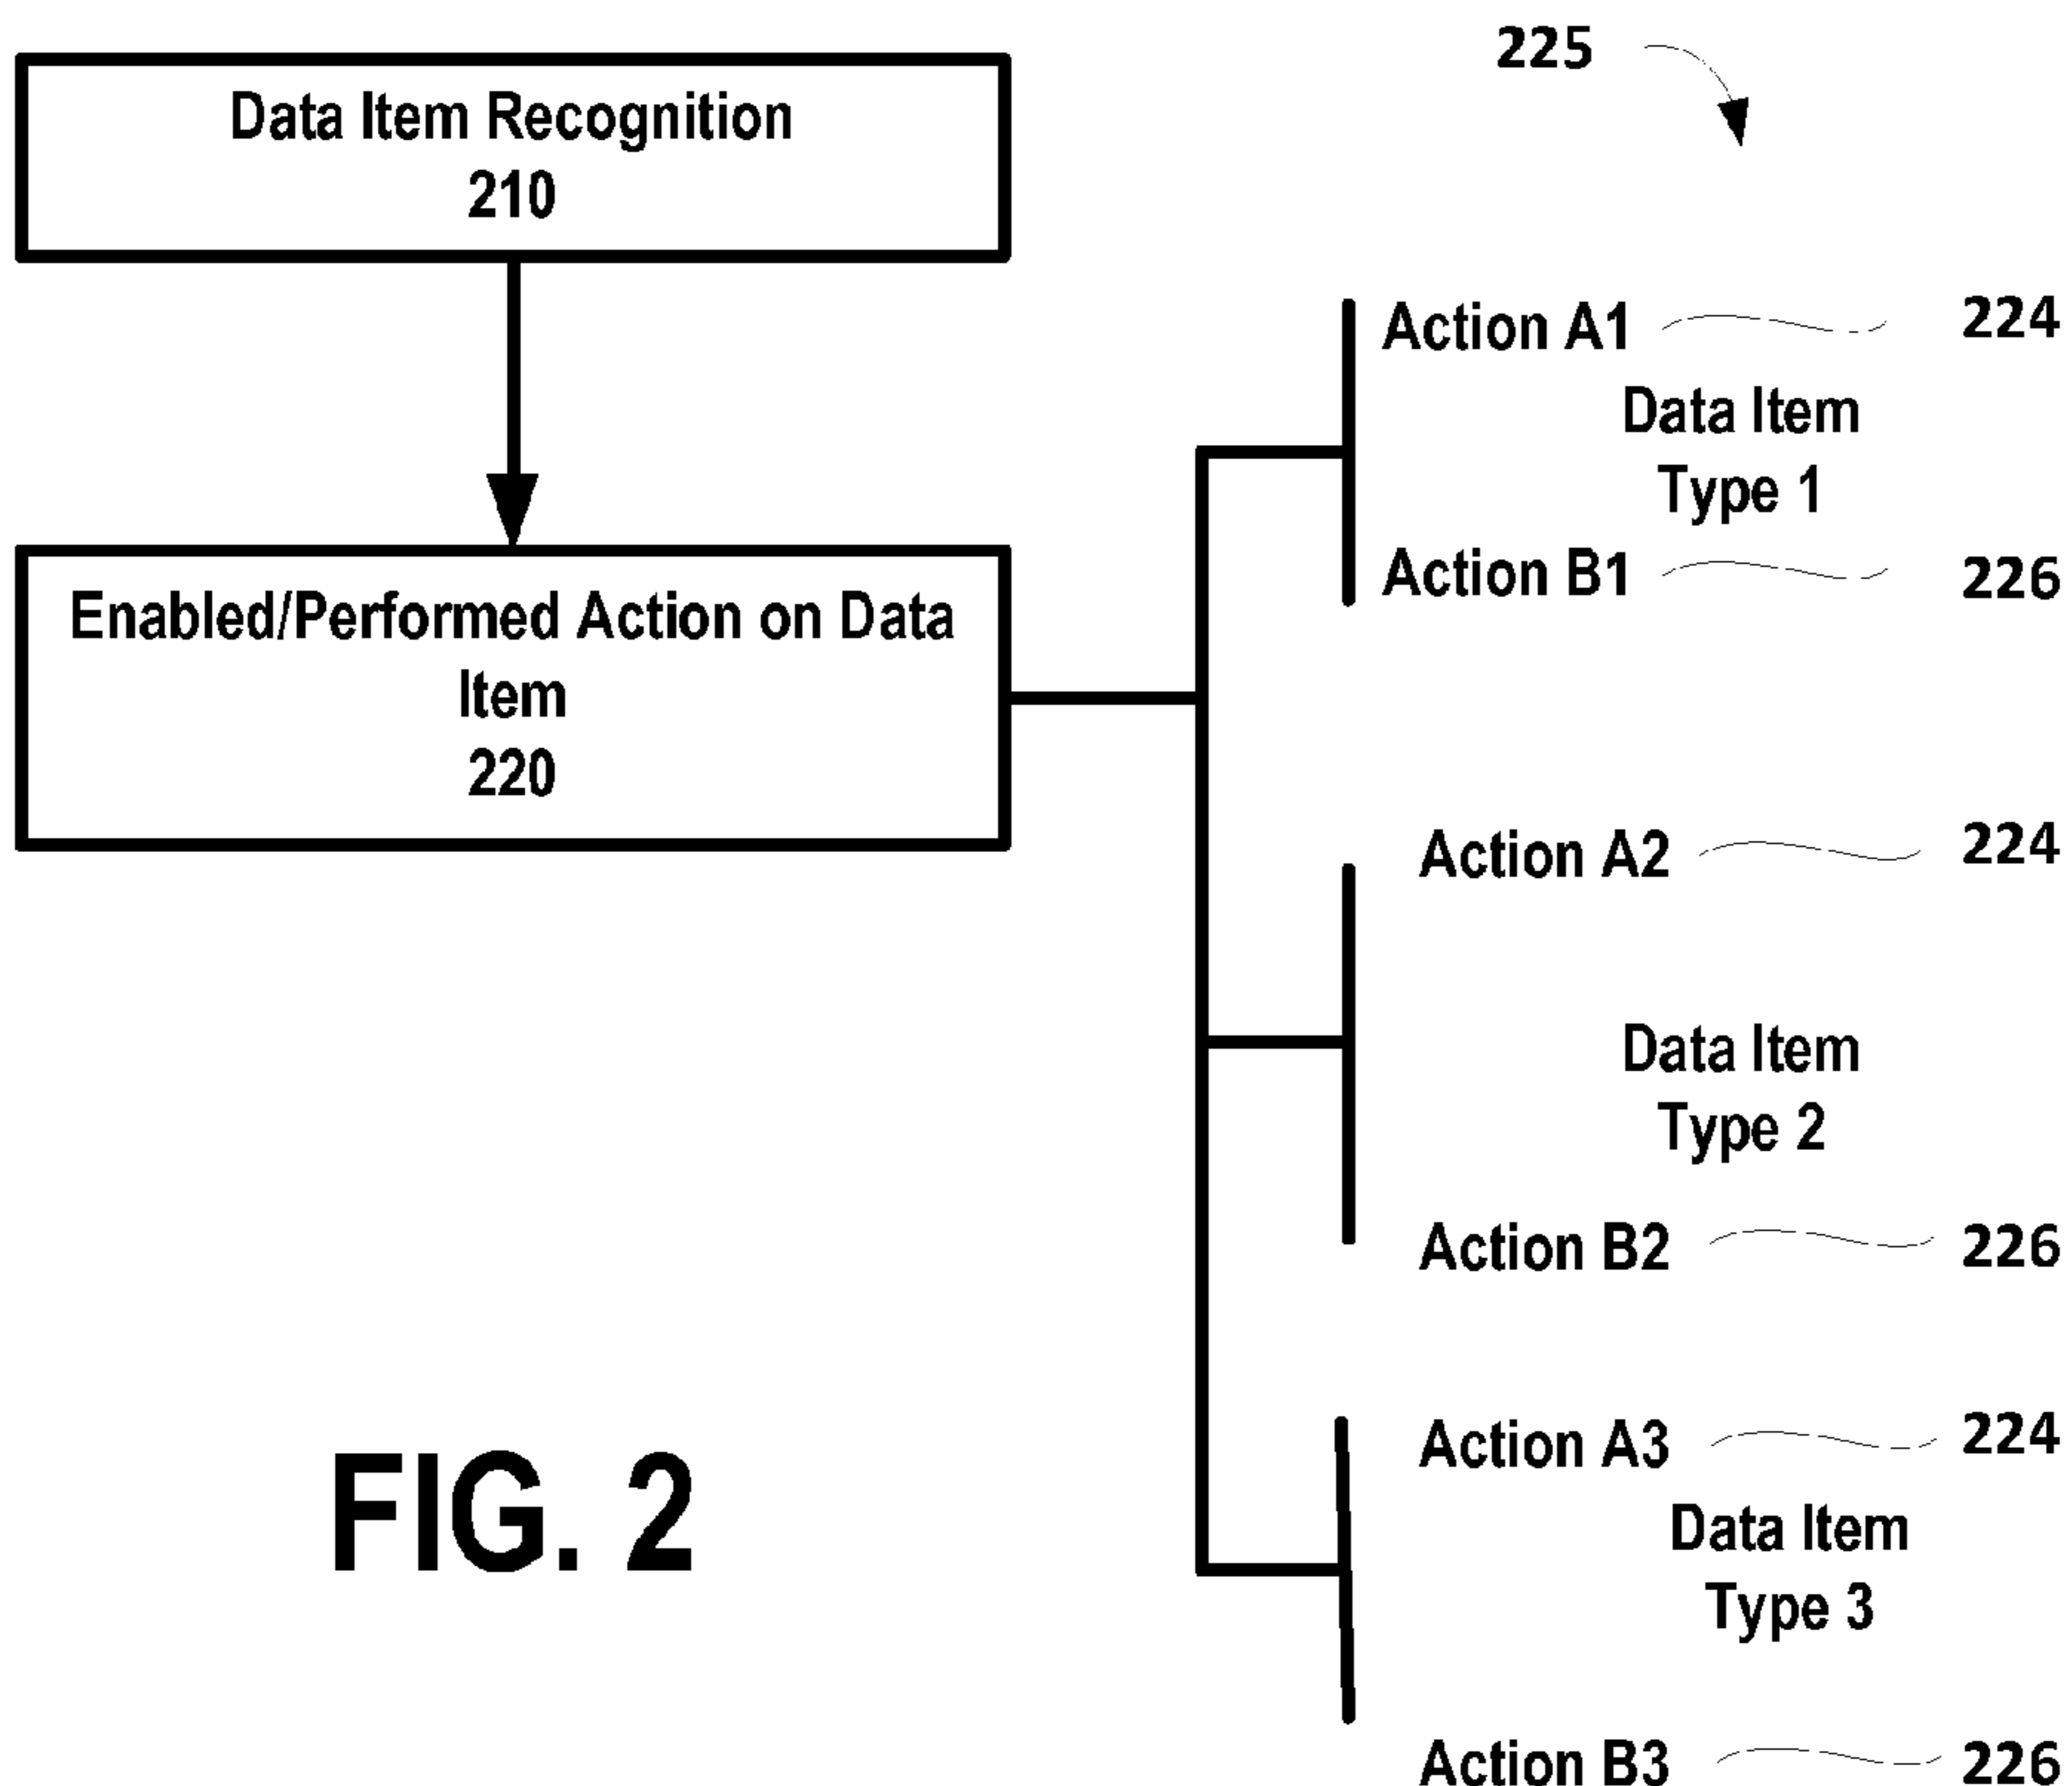 225
Data Item Recognition
210
Enabled/Performed Action on Data
Item
220
Action A1 224
Data Item
Type 1
Action B1 226
Action A2 224
Data Item
Type 2
Action B2 226
Action A3 224
Data Item
Type 3
Action B3 226
FIG. 2